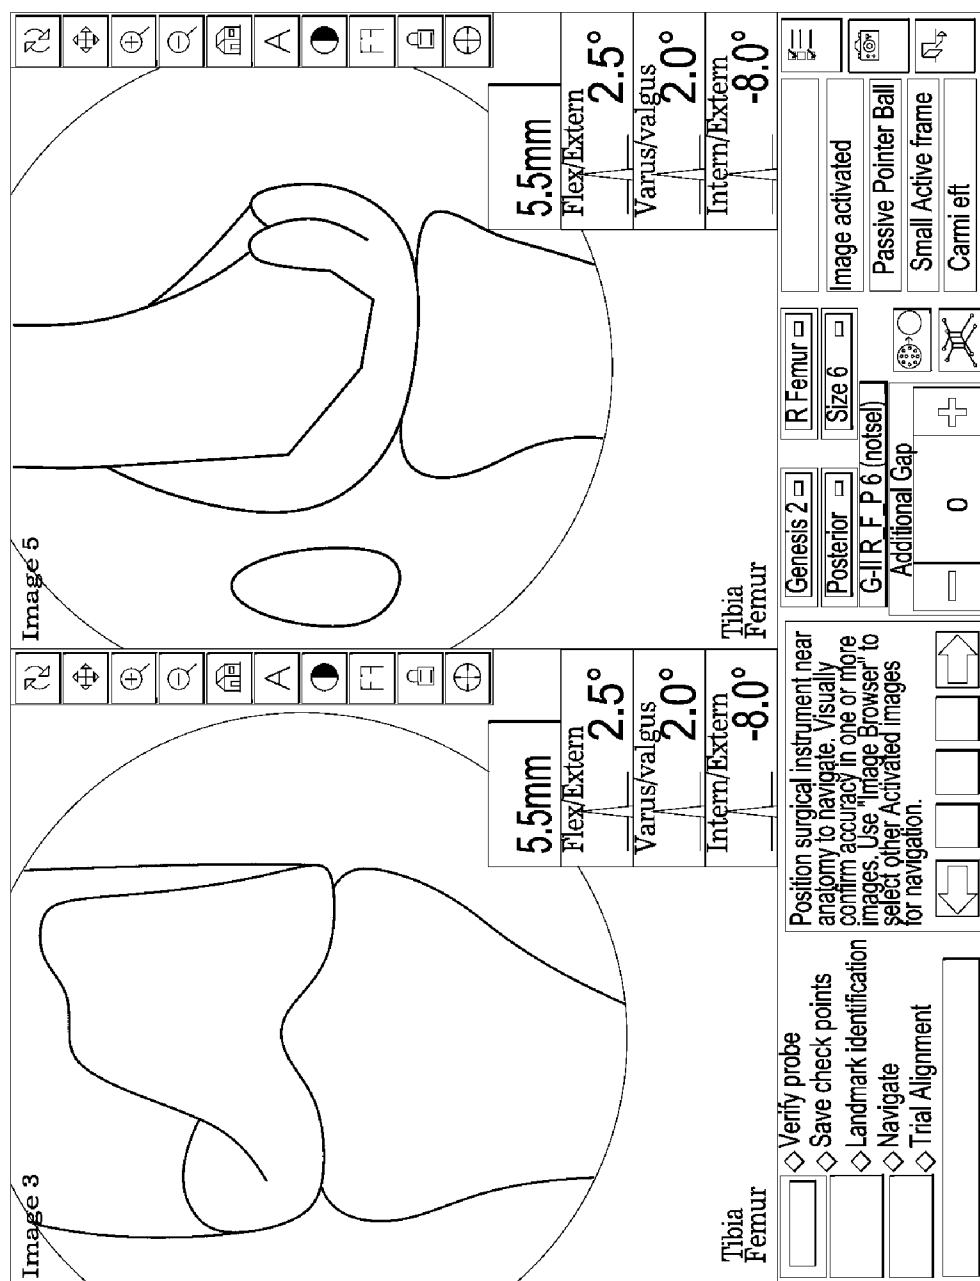 Image 3
5.5mm
Flex/Extern
2.5°
Varus/valgus
2.0°
Intern/Extern
-8.0°
Tibia
Femur
Image 5
5.5mm
Flex/Extern
2.5°
Varus/valgus
2.0°
Intern/Extern
-8.0°
Tibia
Femur
Verify probe
Save check points
Landmark identification
Navigate
Trial Alignment
Position surgical instrument near
anatomy to navigate. Visually
confirm accuracy in one or more
images. Use "Image Browser" to
select other Activated Images
for navigation.
Genesis 2
R Femur
Posterior
Size 6
G-II R_F_P 6 (notsel)
Additional Gap
0
Image activated
Passive Pointer Ball
Small Active frame
Carmi eft